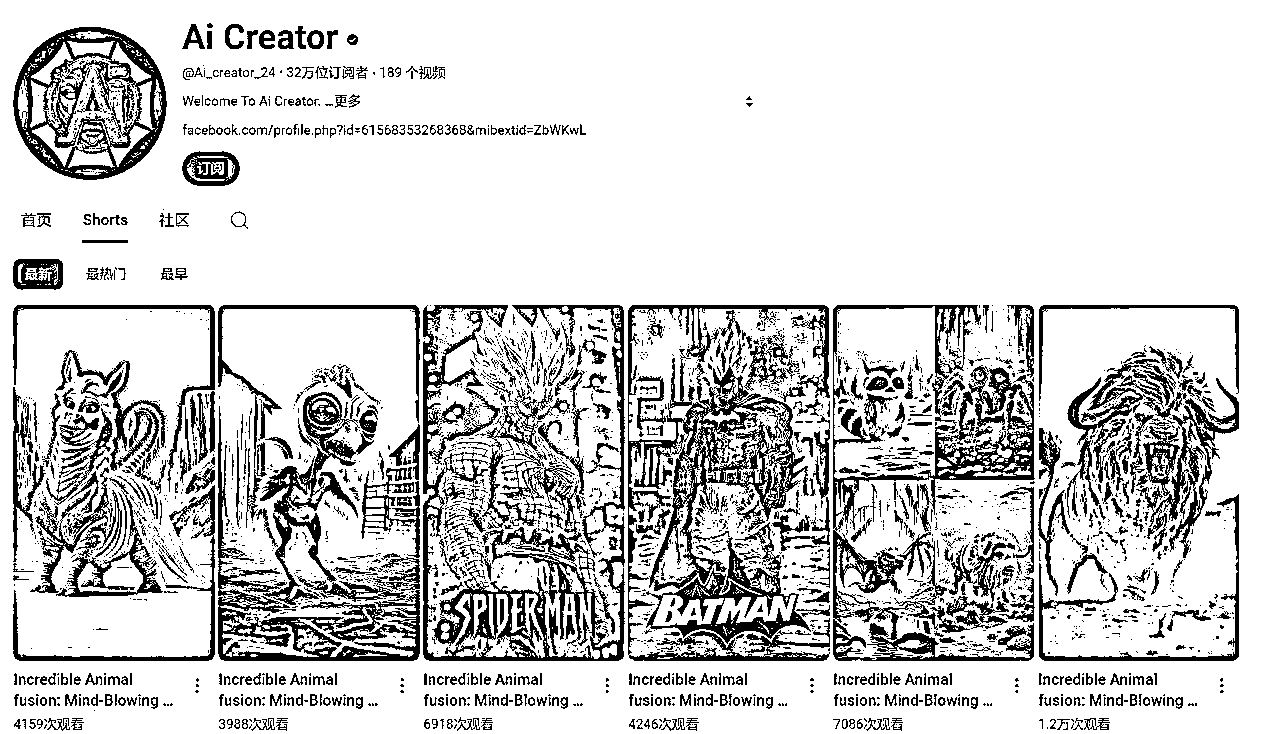 Ai Creator
@Ai_creator_24 · 32万位订阅者 · 189 个视频
Welcome To Ai Creator. ...更多
facebook.com/profile.php?id=61568353268368&mibextid=ZbWKwL
订阅
首页 Shorts 社区
最新 最热门 最早
SPIDER-MAN BATMAN
Incredible Animal fusion: Mind-Blowing ...
4159次观看
Incredible Animal fusion: Mind-Blowing ...
3988次观看
Incredible Animal fusion: Mind-Blowing ...
6918次观看
Incredible Animal fusion: Mind-Blowing ...
4246次观看
Incredible Animal fusion: Mind-Blowing ...
7086次观看
Incredible Animal fusion: Mind-Blowing ...
1.2万次观看